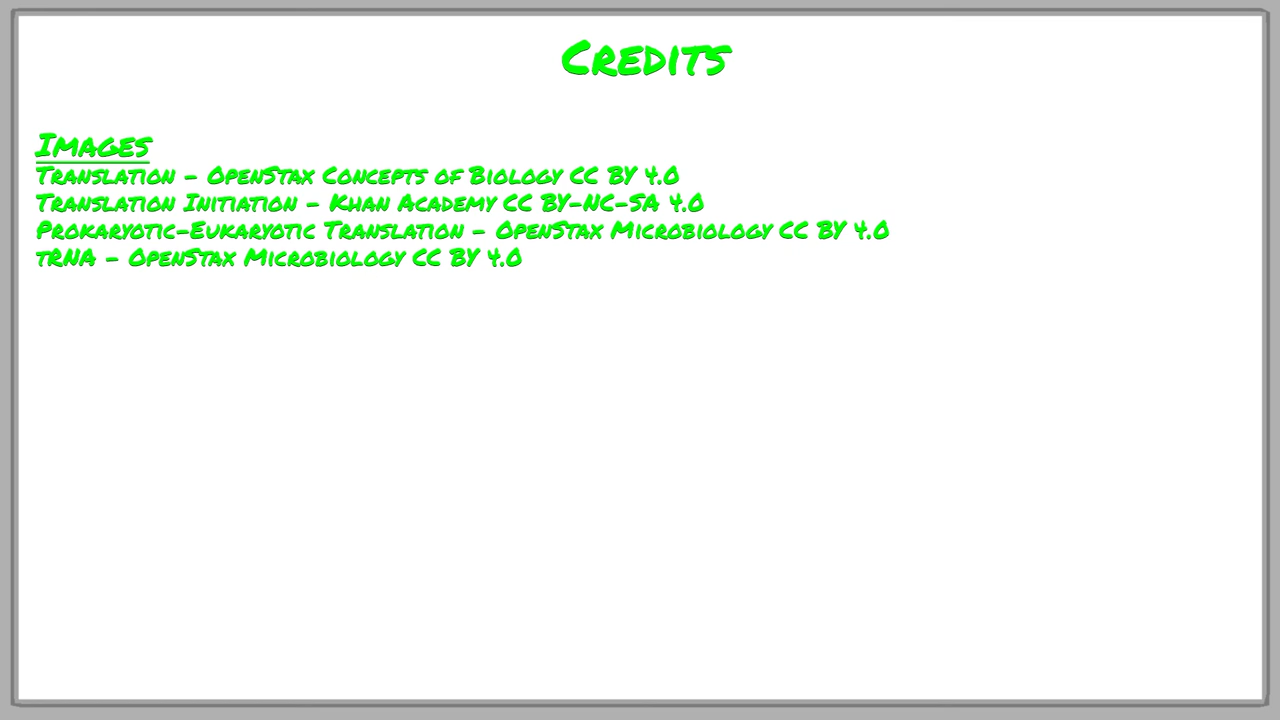 Credits
Images
Translation - OpenStax Concepts of Biology CC BY 4.0
Translation Initiation - Khan Academy CC BY-NC-SA 4.0
Prokaryotic-Eukaryotic Translation - OpenStax Microbiology CC BY 4.0
tRNA - OpenStax Microbiology CC BY 4.0